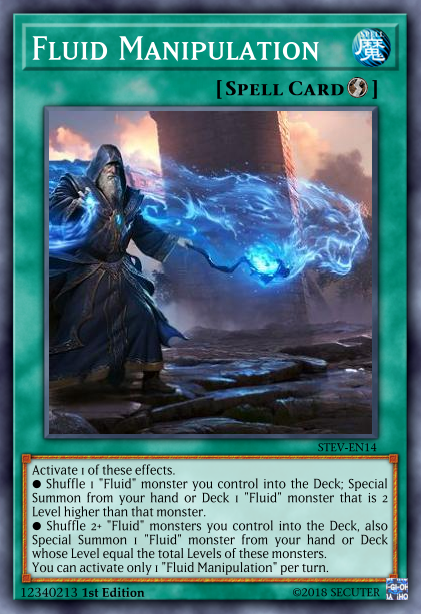 Fluid Manipulation
魔
[Spell Card]
STEV-EN14
Activate 1 of these effects.
● Shuffle 1 "Fluid" monster you control into the Deck; Special
Summon from your hand or Deck 1 "Fluid" monster that is 2
Level higher than that monster.
● Shuffle 2+ "Fluid" monsters you control into the Deck, also
Special Summon 1 "Fluid" monster from your hand or Deck
whose Level equal the total Levels of these monsters.
You can activate only 1 "Fluid Manipulation" per turn.
12340213 1st Edition ©2018 SECUTER